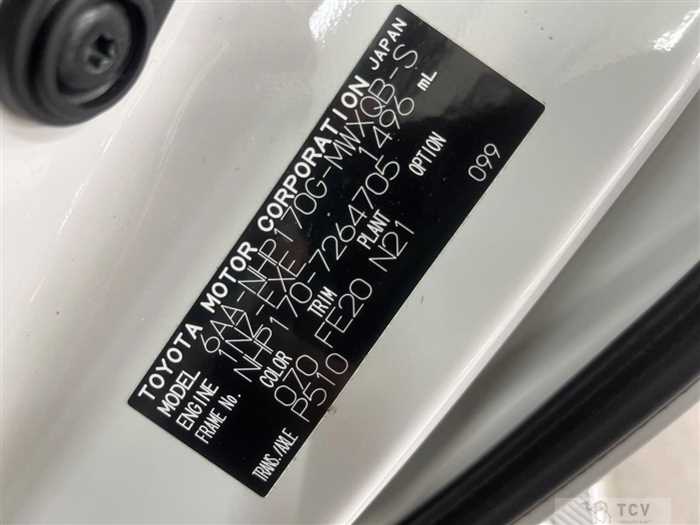 TOYOTA MOTOR CORPORATION JAPAN
MODEL 6AA-NHP170G-MWXQB-S
ENGINE 1NZ-FXE 1496 mL
FRAME No. NHP170-7264705
COLOR TRIM PLANT OPTION
070 FE20 N21 099
TRANS./AXLE P510
TCV